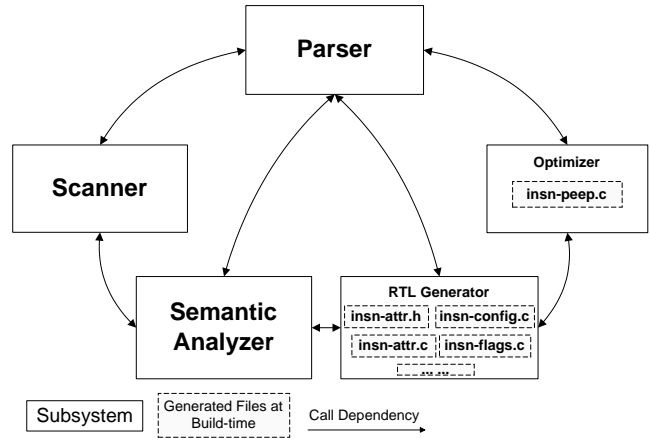 Parser
Scanner
Optimizer
insn-peep.c
Semantic
Analyzer
RTL Generator
insn-attr.h
insn-config.c
insn-attr.c
insn-flags.c
... ...
Subsystem
Generated Files at
Build-time
Call Dependency